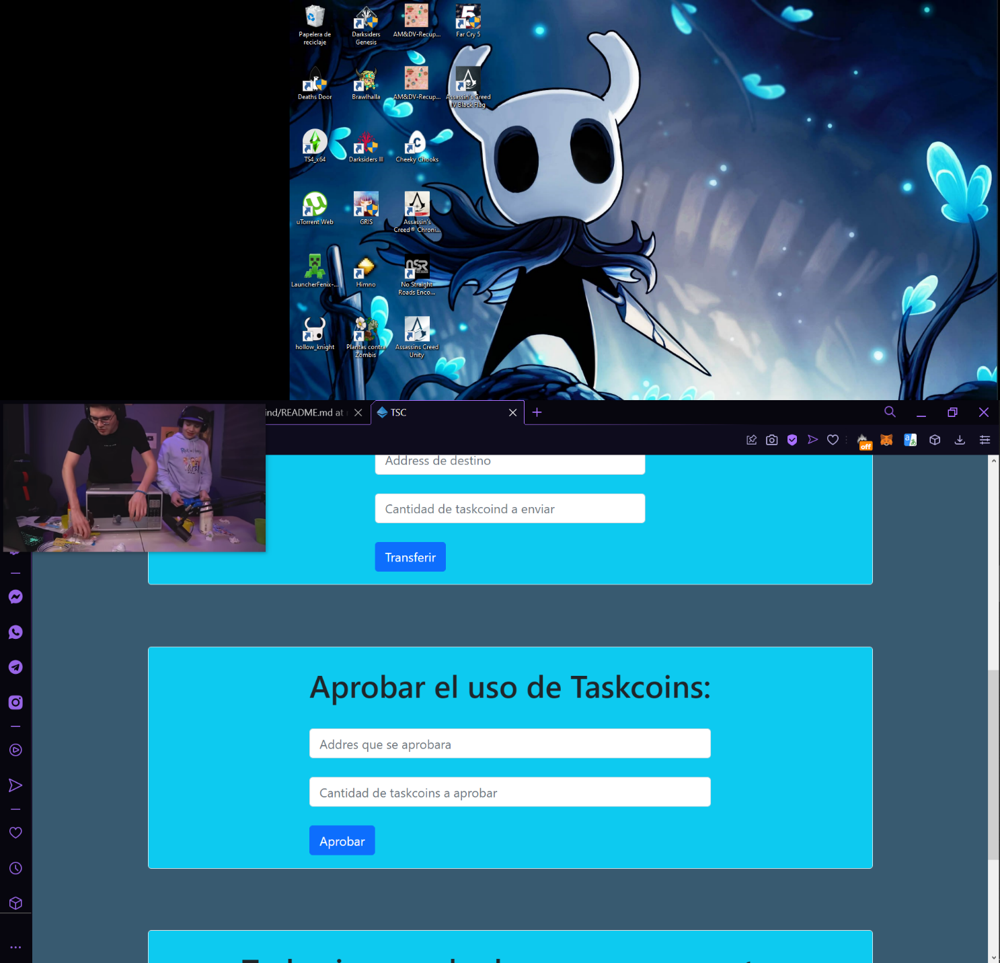 Papelera de
reciclaje
Darksiders
Genesis
AM&DV-Recup...
Far Cry 5
Deaths Door
Brawlhalla
AM&DV-Recup...
Assassin's Creed
IV Black Flag
TS4_x64
Darksiders III
Cheeky Chooks
uTorrent Web
GRIS
Assassin's
Creed® Chroni...
LauncherFenix-...
Himno
No Straight
Roads Enco...
hollow_knight
Plantas contra
Zombis
Assassins Creed
Unity
ind/README.md at
TSC
off
Address de destino
Cantidad de taskcoind a enviar
Transferir
Aprobar el uso de Taskcoins:
Addres que se aprobara
Cantidad de taskcoins a aprobar
Aprobar